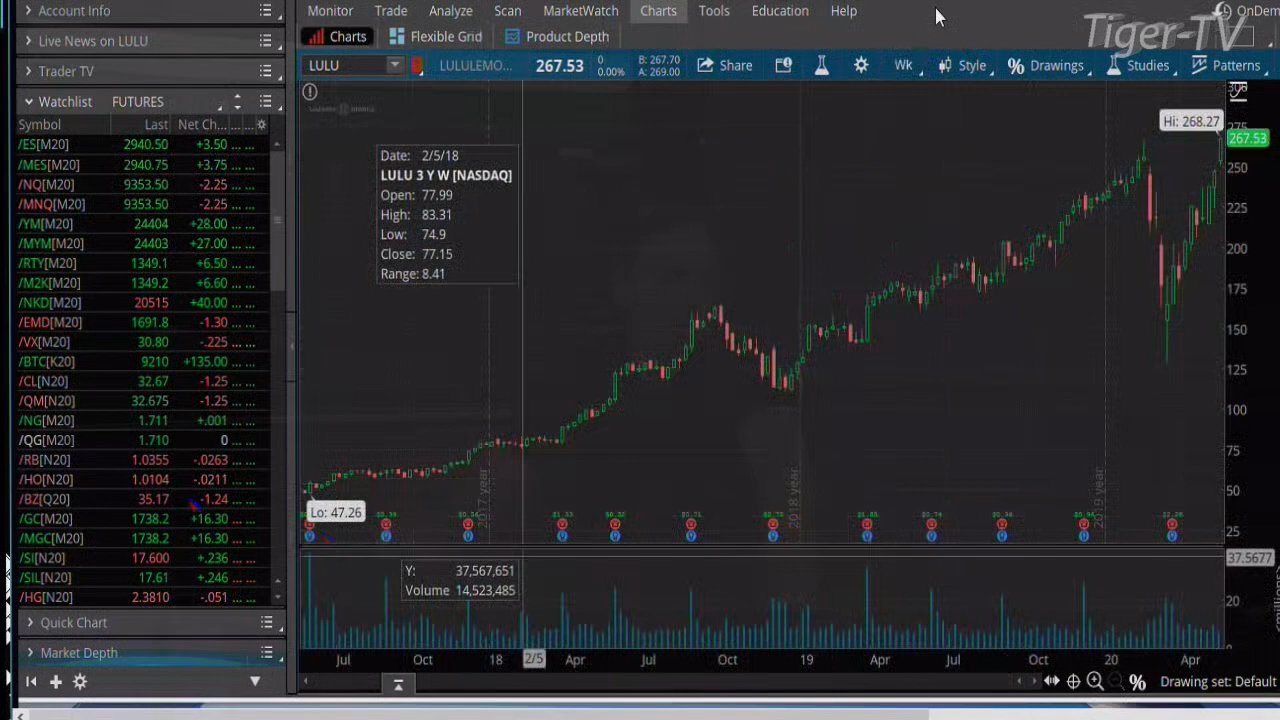 Account Info
Monitor Trade Analyze Scan MarketWatch Charts Tools Education Help
Tiger-TV
Charts Flexible Grid Product Depth
Live News on LULU
LULU LULULEMO... 267.53 0 0.00% B: 267.70 A: 269.00 Share Wk Style Drawings Studies Patterns
Trader TV
Watchlist FUTURES
Symbol Last Net Ch... ... ...
/ES[M20] 2940.50 +3.50 ... ...
/MES[M20] 2940.75 +3.75 ... ...
/NQ[M20] 9353.50 -2.25 ... ...
/MNQ[M20] 9353.50 -2.25 ... ...
/YM[M20] 24404 +28.00 ... ...
/MYM[M20] 24403 +27.00 ... ...
/RTY[M20] 1349.1 +6.50 ... ...
/M2K[M20] 1349.2 +6.60 ... ...
/NKD[M20] 20515 +40.00 ... ...
/EMD[M20] 1691.8 -1.30 ... ...
/VX[M20] 30.80 -.225 ... ...
/BTC[K20] 9210 +135.00 ... ...
/CL[N20] 32.67 -1.25 ... ...
/QM[N20] 32.675 -1.25 ... ...
/NG[M20] 1.711 +.001 ... ...
/QG[M20] 1.710 0 ... ...
/RB[N20] 1.0355 -.0263 ... ...
/HO[N20] 1.0104 -.0211 ... ...
/BZ[Q20] 35.17 -1.24 ... ...
/GC[M20] 1738.2 +16.30 ... ...
/MGC[M20] 1738.2 +16.30 ... ...
/SI[N20] 17.600 +.236 ... ...
/SIL[N20] 17.61 +.246 ... ...
/HG[N20] 2.3810 -.051 ... ...
Quick Chart
Market Depth
Date: 2/5/18
LULU 3 Y W [NASDAQ]
Open: 77.99
High: 83.31
Low: 74.9
Close: 77.15
Range: 8.41
Hi: 268.27
267.53
250
225
200
175
150
125
100
75
50
25
Lo: 47.26
2017 year
2018 year
2019 year
Y: 37,567,651
Volume 14,523,485
37.5677
20
Jul Oct 18 2/5 Apr Jul Oct 19 Apr Jul Oct 20 Apr
Drawing set: Default